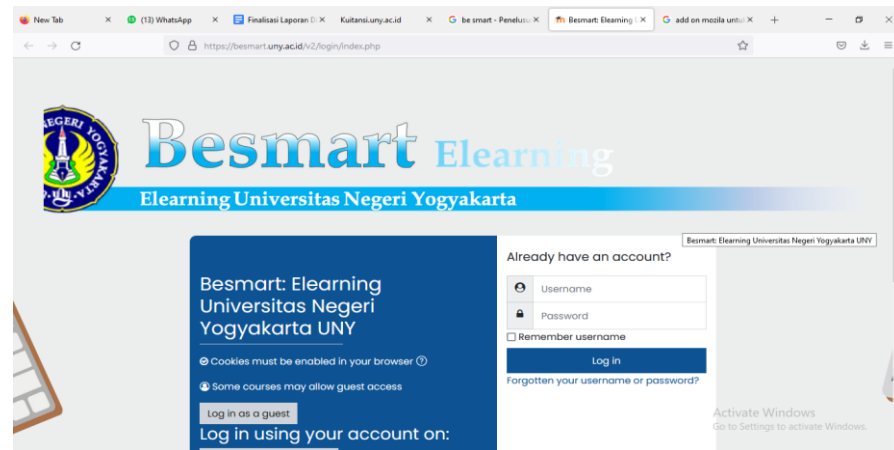 New Tab
(13) WhatsApp
Finalisasi Laporan D
Kuitansi.uny.ac.id
be smart - Penelusu
Besmart: Elearning U
add on mozila untul
https://besmart.uny.ac.id/v2/login/index.php
NEGERI YOGYAKARTA
UNY
Besmart Elearning
Elearning Universitas Negeri Yogyakarta
Besmart: Elearning Universitas Negeri Yogyakarta UNY
Besmart: Elearning
Universitas Negeri
Yogyakarta UNY
Cookies must be enabled in your browser
Some courses may allow guest access
Log in as a guest
Log in using your account on:
Already have an account?
Username
Password
Remember username
Log in
Forgotten your username or password?
Activate Windows
Go to Settings to activate Windows.